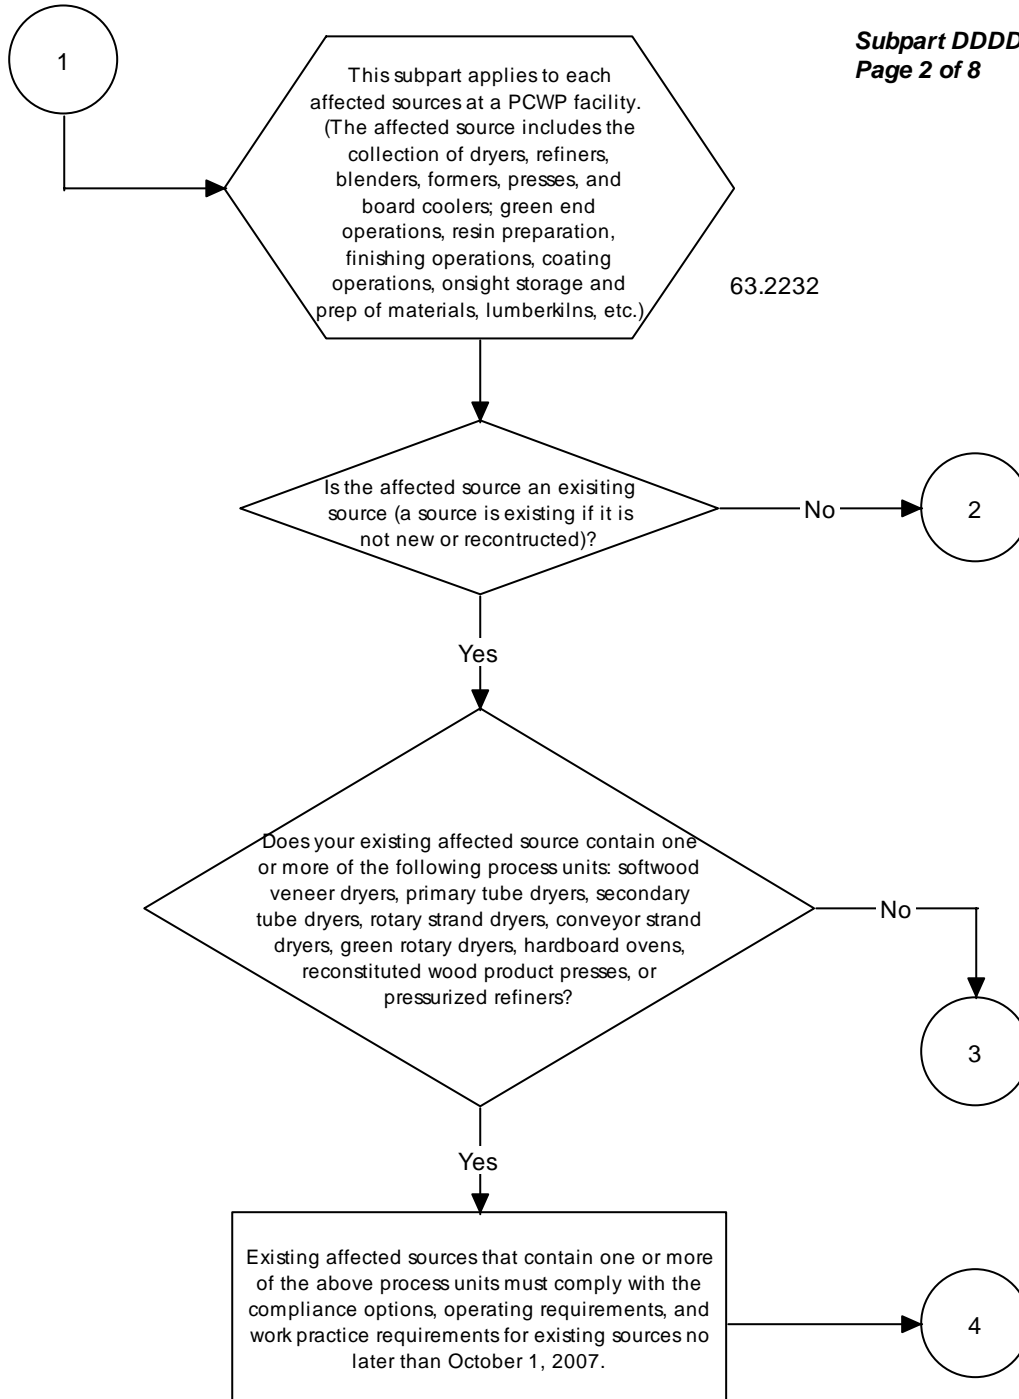 1
Subpart DDDD
Page 2 of 8
This subpart applies to each
affected sources at a PCWP facility.
(The affected source includes the
collection of dryers, refiners,
blenders, formers, presses, and
board coolers; green end
operations, resin preparation,
finishing operations, coating
operations, onsight storage and
prep of materials, lumberkilns, etc.)
63.2232
Is the affected source an exisiting
source (a source is existing if it is
not new or recontructed)?
No
2
Yes
Does your existing affected source contain one
or more of the following process units: softwood
veneer dryers, primary tube dryers, secondary
tube dryers, rotary strand dryers, conveyor strand
dryers, green rotary dryers, hardboard ovens,
reconstituted wood product presses, or
pressurized refiners?
No
3
Yes
Existing affected sources that contain one or more
of the above process units must comply with the
compliance options, operating requirements, and
work practice requirements for existing sources no
later than October 1, 2007.
4